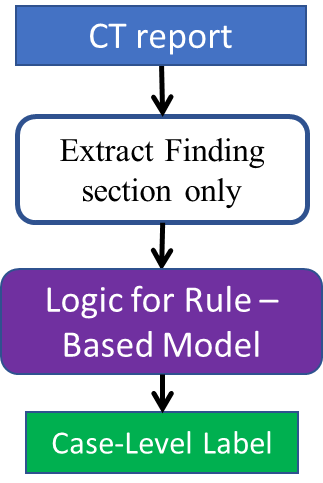 CT report
Extract Finding
section only
Logic for Rule –
Based Model
Case-Level Label